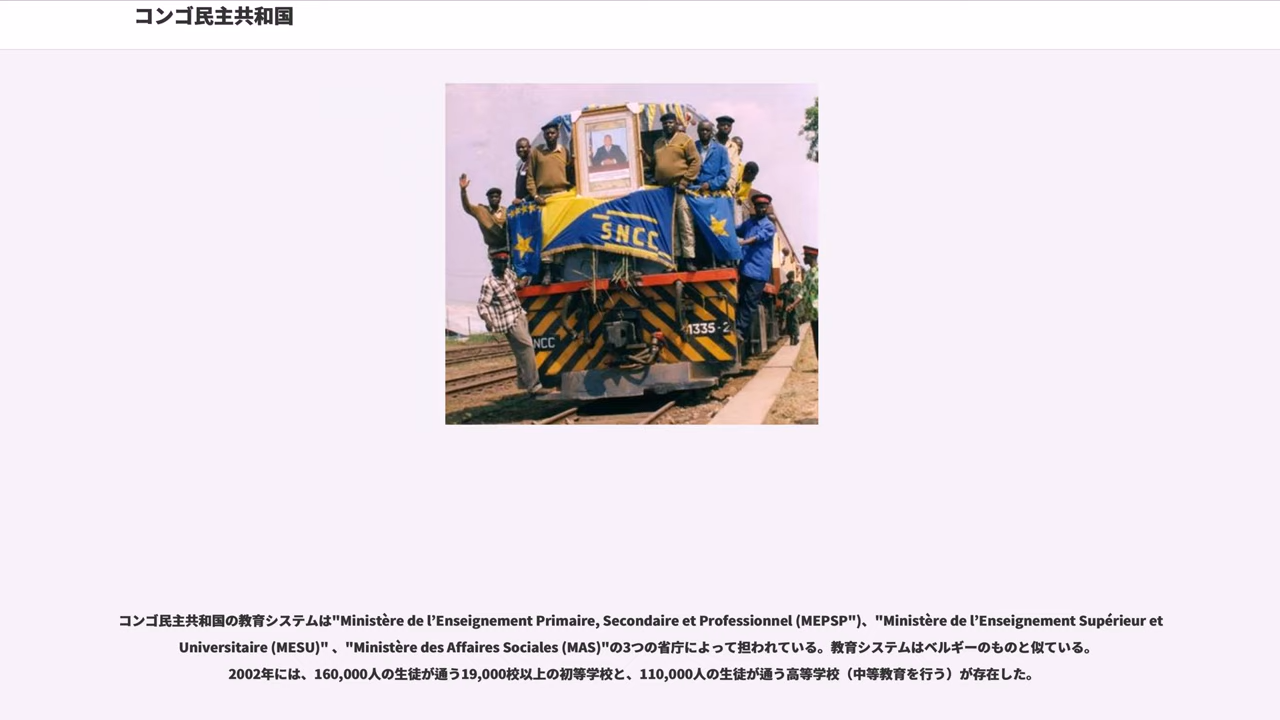 コンゴ民主共和国
SNCC
1335-2
NCC
コンゴ民主共和国の教育システムは"Ministère de l’Enseignement Primaire, Secondaire et Professionnel (MEPSP")、"Ministère de l’Enseignement Supérieur et
Universitaire (MESU)" 、"Ministère des Affaires Sociales (MAS)"の3つの省庁によって担われている。教育システムはベルギーのものと似ている。
2002年には、160,000人の生徒が通う19,000校以上の初等学校と、110,000人の生徒が通う高等学校（中等教育を行う）が存在した。